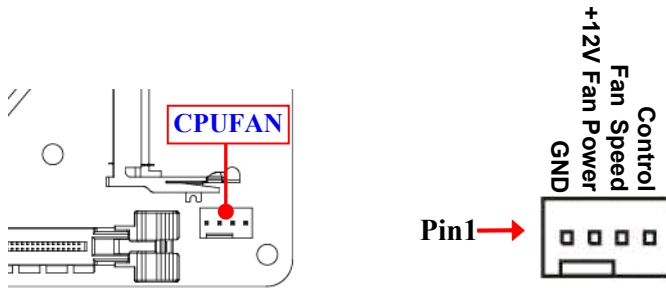 CPUFAN
Pin1
GND
+12V Fan Power
Fan Speed
Control